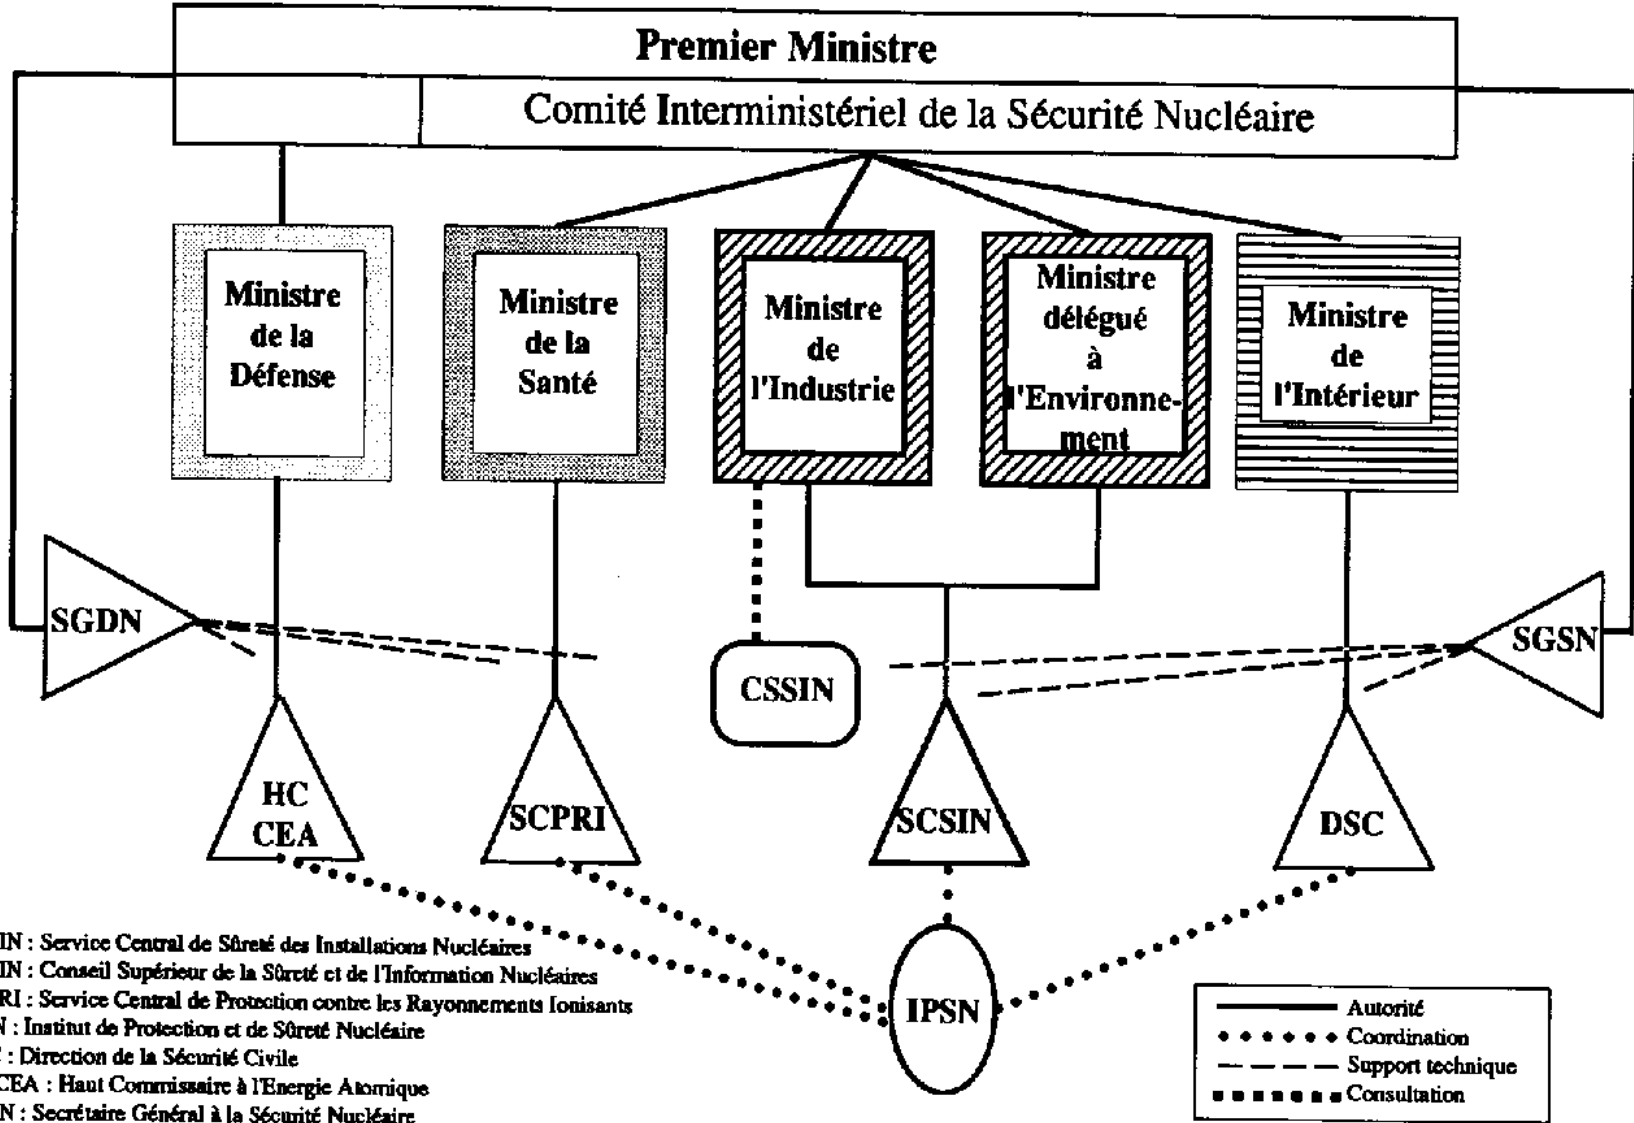 Premier Ministre
Comité Interministériel de la Sécurité Nucléaire
Ministre
de la
Défense
Ministre
de la
Santé
Ministre
de
l'Industrie
Ministre
délégué
à
l'Environne-
ment
Ministre
de
l'Intérieur
SGDN
SGSN
CSSIN
HC
CEA
SCPRI
SCSIN
DSC
IPSN
IN : Service Central de Sûreté des Installations Nucléaires
IN : Conseil Supérieur de la Sûreté et de l'Information Nucléaires
RI : Service Central de Protection contre les Rayonnements Ionisants
N : Institut de Protection et de Sûreté Nucléaire
: Direction de la Sécurité Civile
CEA : Haut Commissaire à l'Energie Atomique
N : Secrétaire Général à la Sécurité Nucléaire
Autorité
Coordination
Support technique
Consultation